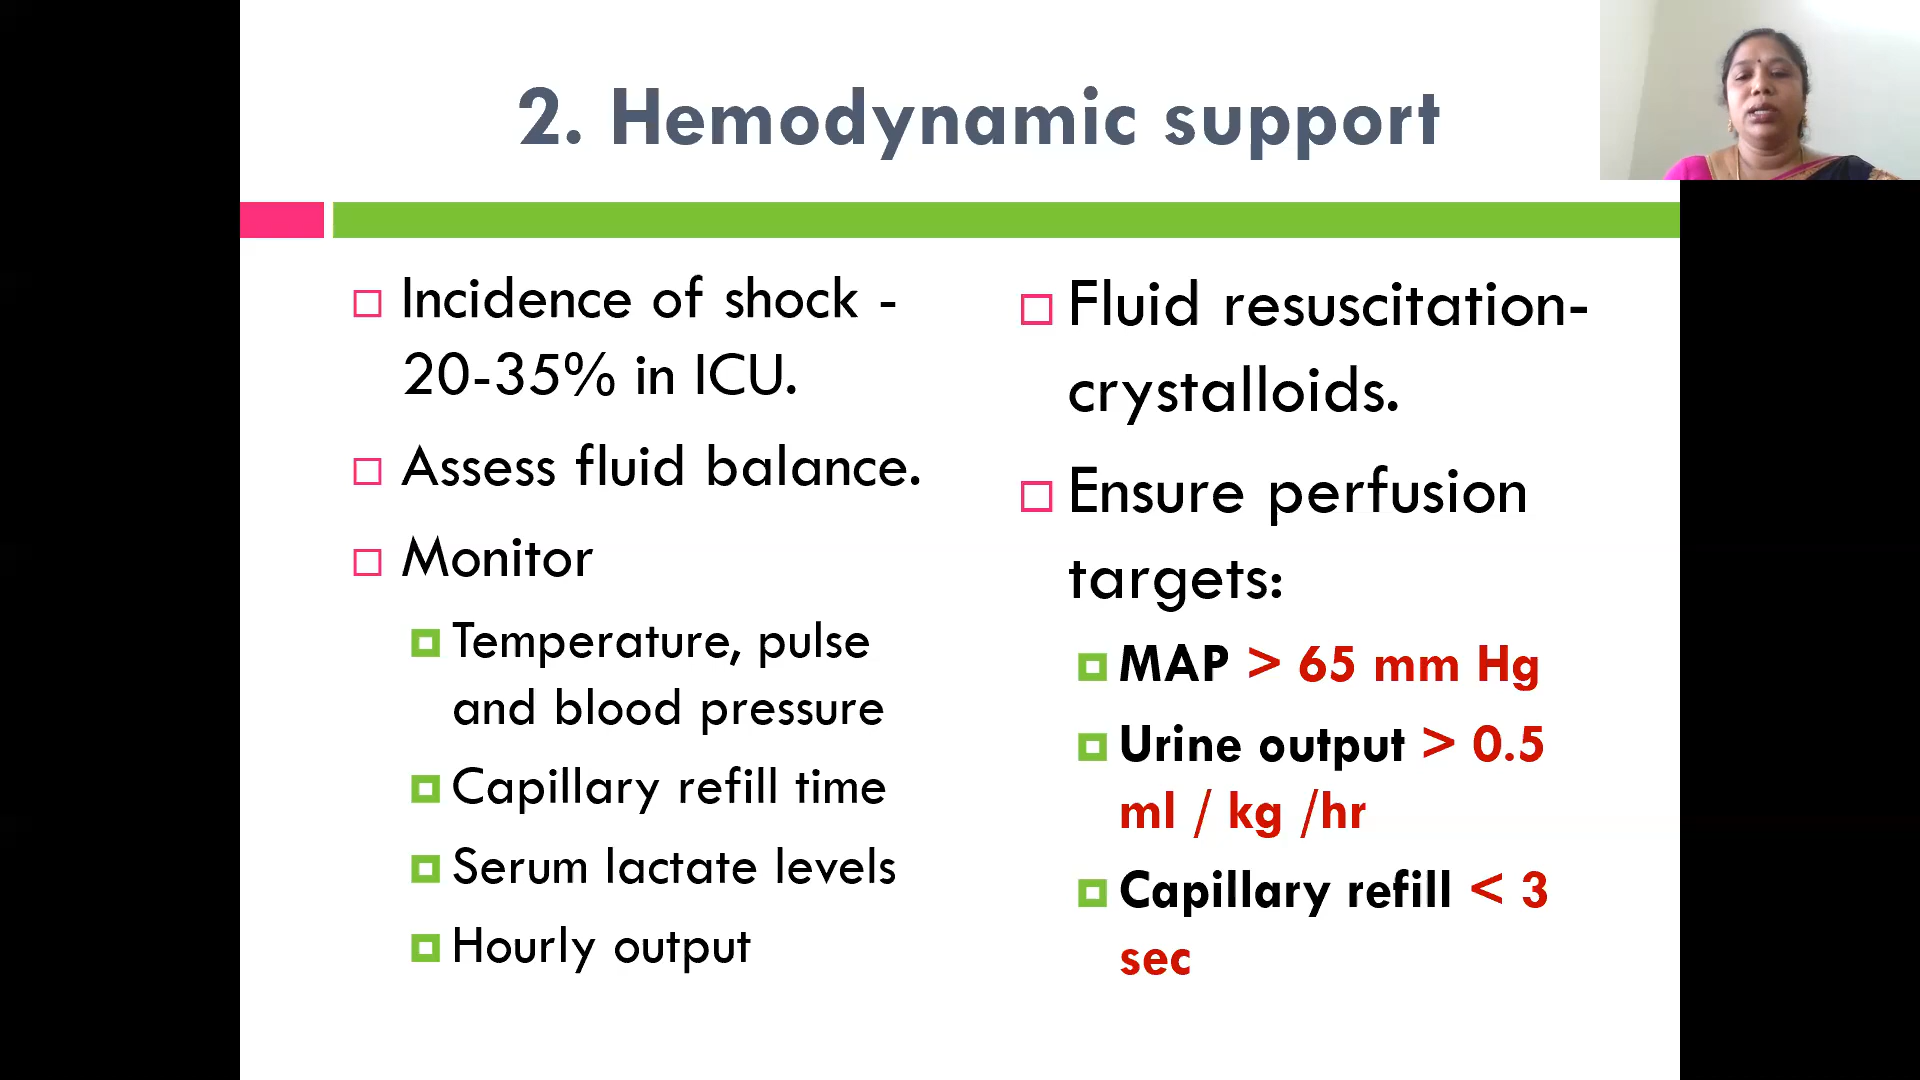 2. Hemodynamic support
Incidence of shock -
20-35% in ICU.
Assess fluid balance.
Monitor
Temperature, pulse
and blood pressure
Capillary refill time
Serum lactate levels
Hourly output
Fluid resuscitation-
crystalloids.
Ensure perfusion
targets:
MAP > 65 mm Hg
Urine output > 0.5
ml / kg /hr
Capillary refill < 3
sec